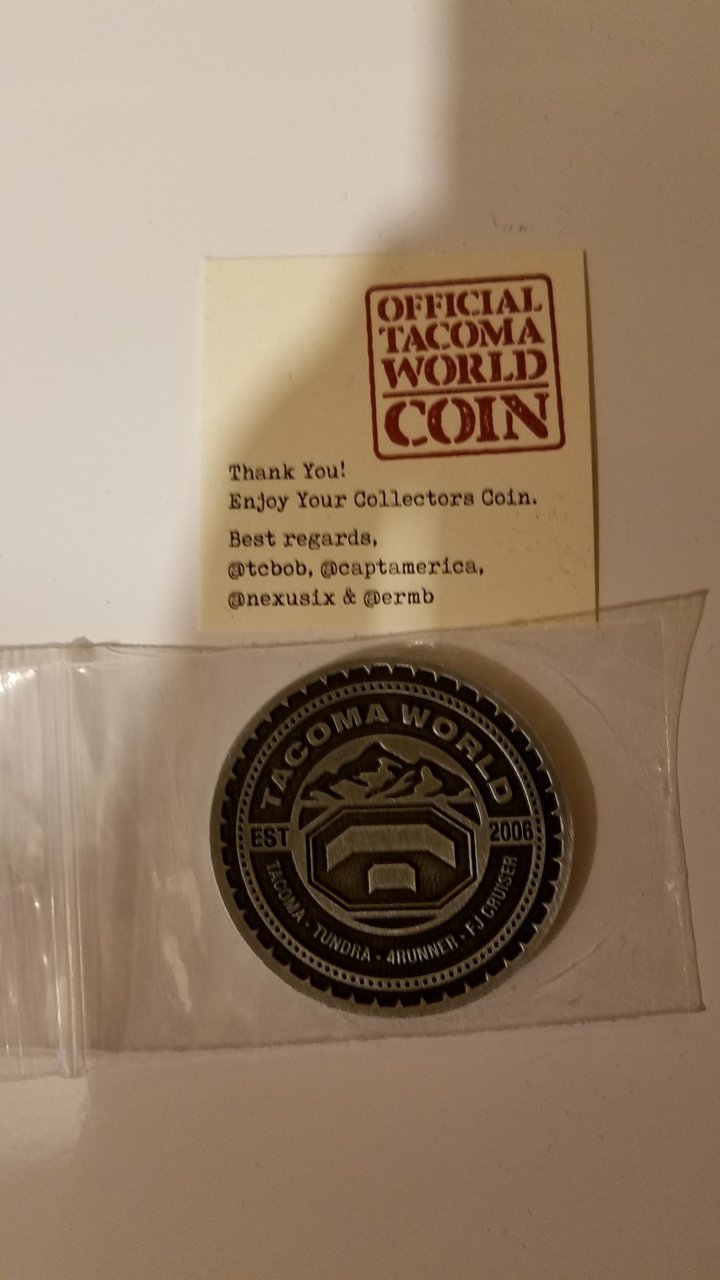 OFFICIAL
TACOMA
WORLD
COIN
Thank You!
Enjoy Your Collectors Coin.
Best regards,
@tcbob, @captamerica,
@nexusix & @ermb
TACOMA WORLD
EST 2006
TACOMA · TUNDRA · 4RUNNER · FJ CRUISER